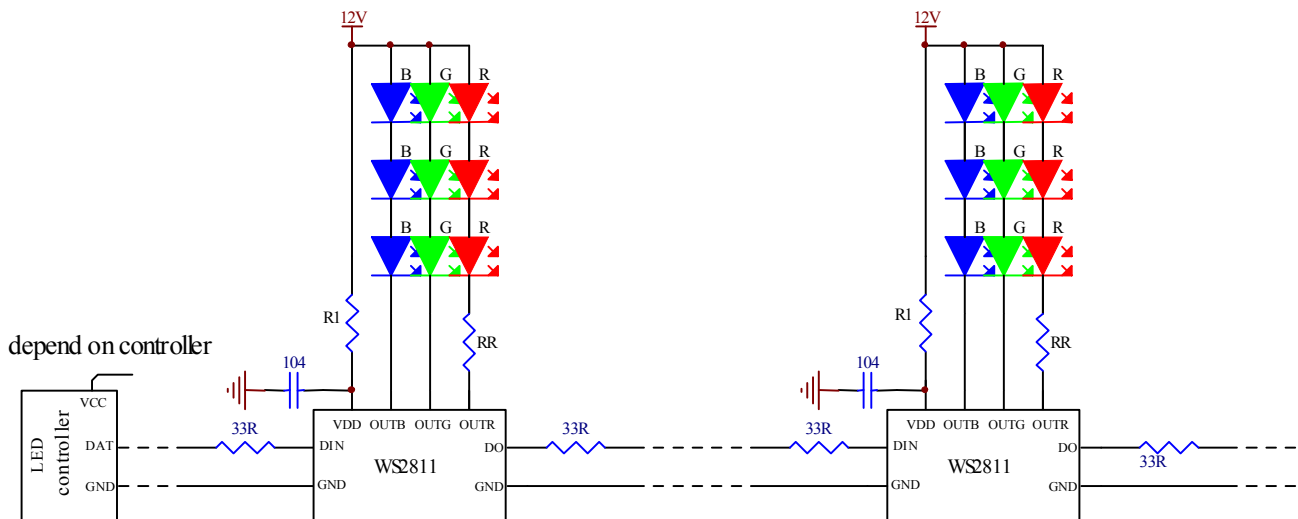 12V 12V
B G R B G R
B G R B G R
B G R B G R
R1 RR R1 RR
depend on controller
104 104
VCC
VDD OUTB OUTG OUTR VDD OUTB OUTG OUTR
LED controller
DAT 33R DIN DO 33R 33R DIN DO 33R
WS2811 WS2811
GND GND GND GND GND